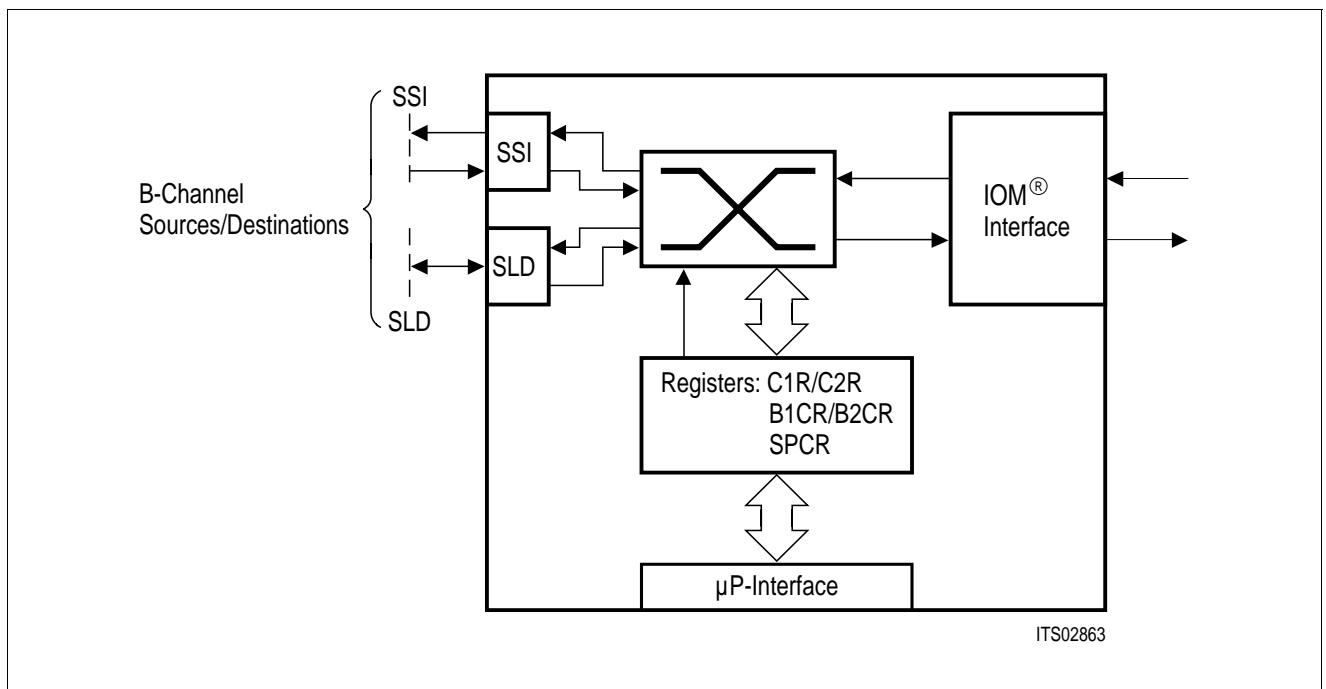 SSI
SSI
B-Channel
Sources/Destinations
SLD
SLD
IOM®
Interface
Registers: C1R/C2R
B1CR/B2CR
SPCR
µP-Interface
ITS02863